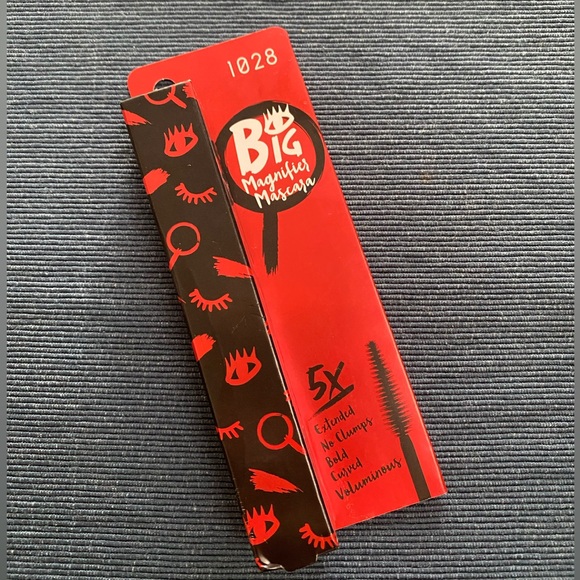 1028
BIG
Magnifier
Mascara
5X
Extended
No Clumps
Bold
Curved
Voluminous